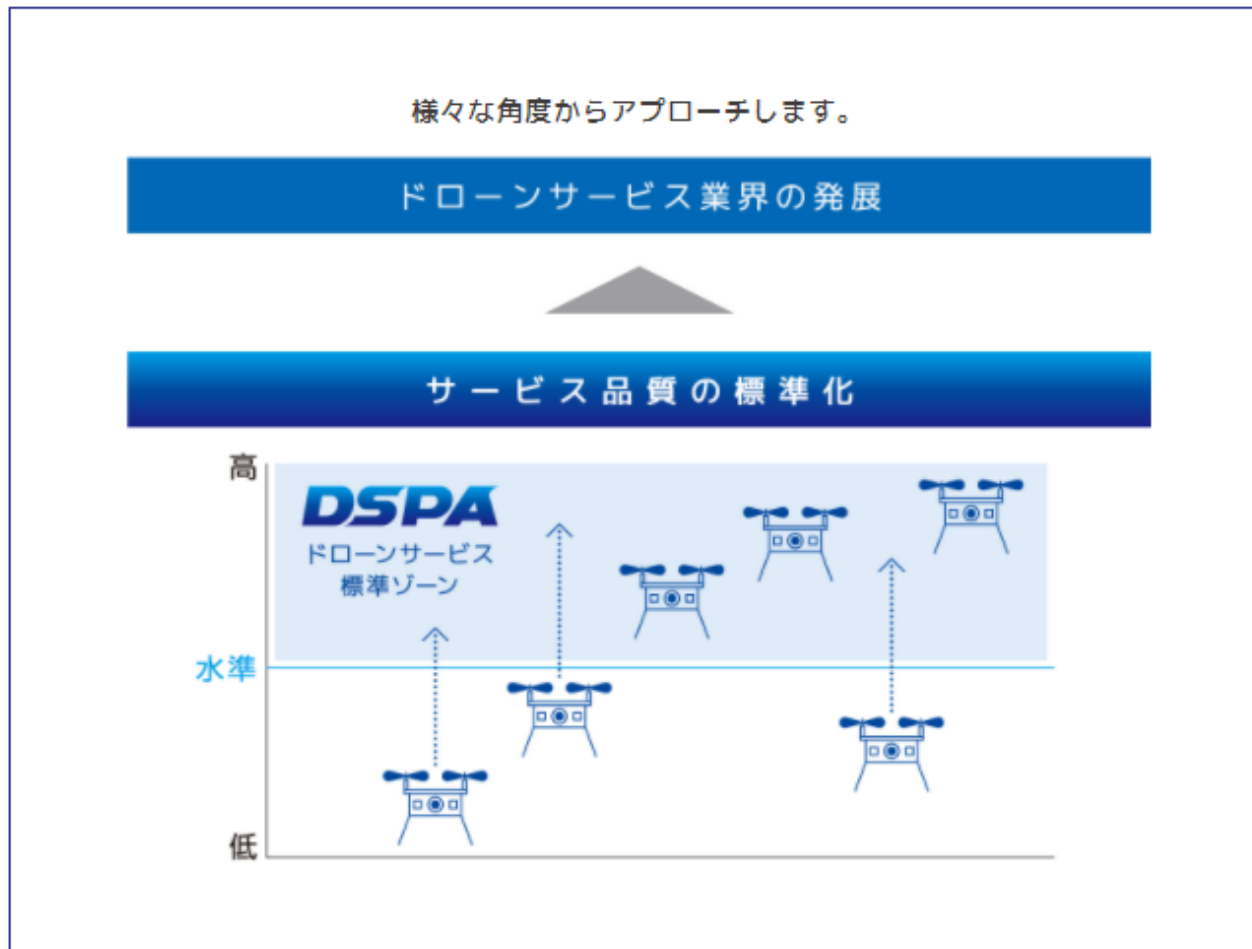 様々な角度からアプローチします。
ドローンサービス業界の発展
サービス品質の標準化
高
DSPA
ドローンサービス
標準ゾーン
水準
低